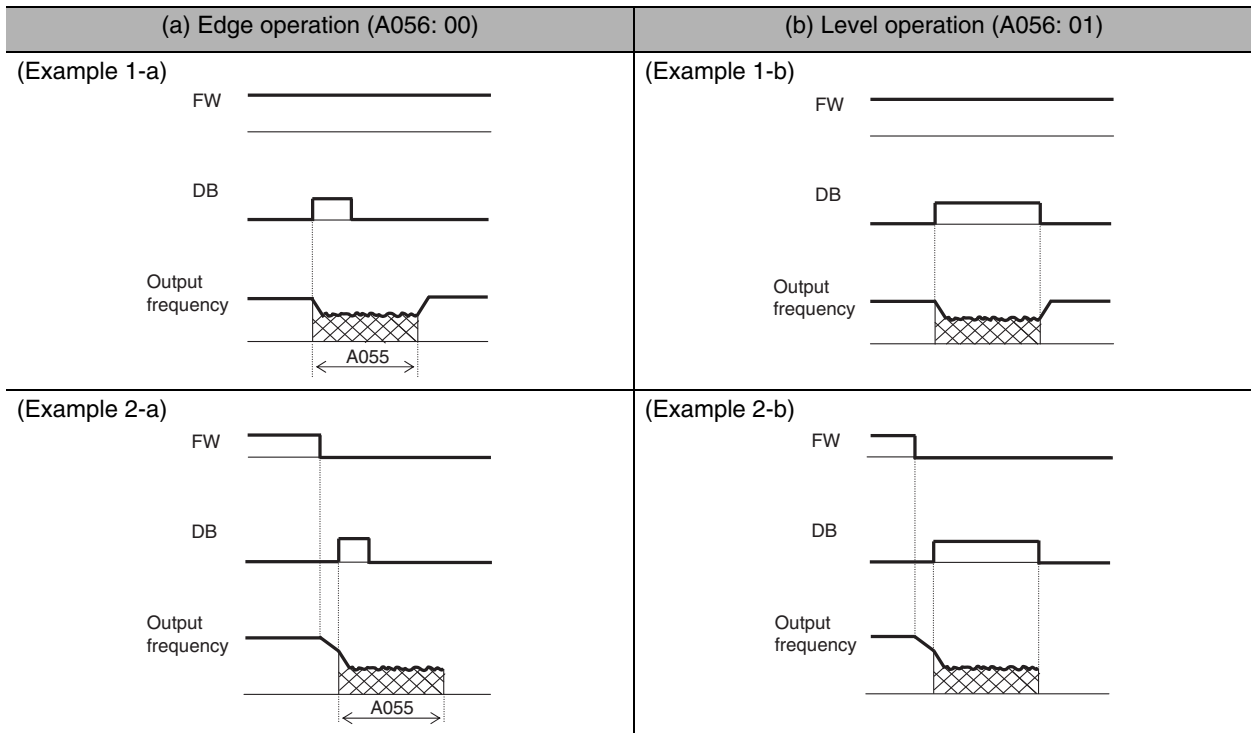 (a) Edge operation (A056: 00)
(b) Level operation (A056: 01)
(Example 1-a)
FW
DB
Output
frequency
A055
(Example 1-b)
FW
DB
Output
frequency
(Example 2-a)
FW
DB
Output
frequency
A055
(Example 2-b)
FW
DB
Output
frequency